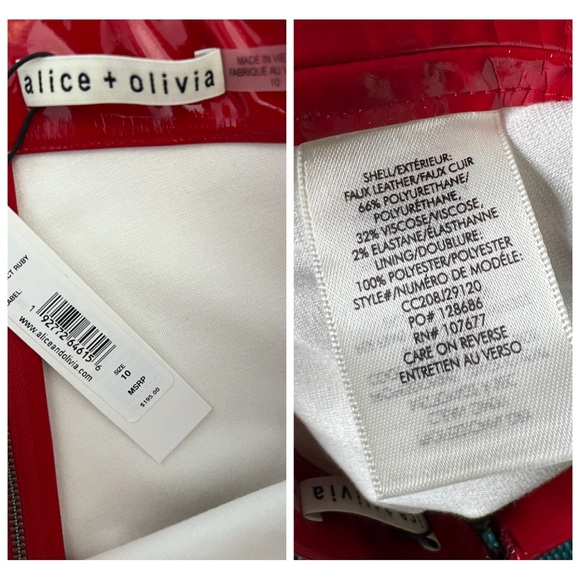 alice + olivia
MADE IN VIE
FABRIQUÉ AU V
10
CT RUBY
LABEL:
1 92772 64615 6
www.aliceandolivia.com
SIZE
10
MSRP
$195.00
SHELL/EXTÉRIEUR:
FAUX LEATHER/FAUX CUIR
66% POLYURETHANE/
POLYURÉTHANE,
32% VISCOSE/VISCOSE,
2% ELASTANE/ÉLASTHANNE
LINING/DOUBLURE:
100% POLYESTER/POLYESTER
STYLE#/NUMÉRO DE MODÈLE:
CC208J29120
PO# 128686
RN# 107677
CARE ON REVERSE
ENTRETIEN AU VERSO
ce + olivia